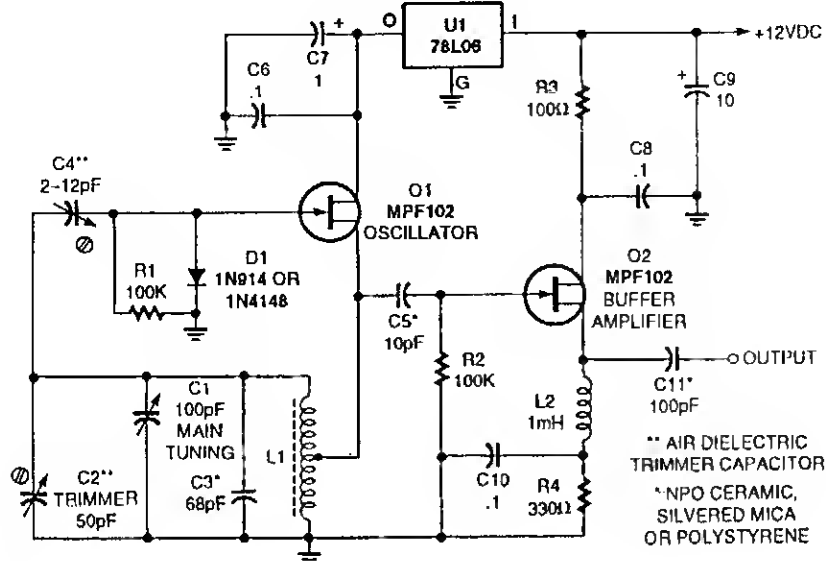 O
U1
78L06
I
G
+12VDC
+
C7
1
C6
.1
R3
100Ω
+
C9
10
C8
.1
C4**
2-12pF
Q1
MPF102
OSCILLATOR
R1
100K
D1
1N914 OR
1N4148
Q2
MPF102
BUFFER
AMPLIFIER
C5*
10pF
R2
100K
C1
100pF
MAIN
TUNING
L1
C2**
TRIMMER
50pF
C3*
68pF
OUTPUT
C11*
100pF
L2
1mH
C10
.1
R4
330Ω
** AIR DIELECTRIC
TRIMMER CAPACITOR
*NPO CERAMIC,
SILVERED MICA
OR POLYSTYRENE